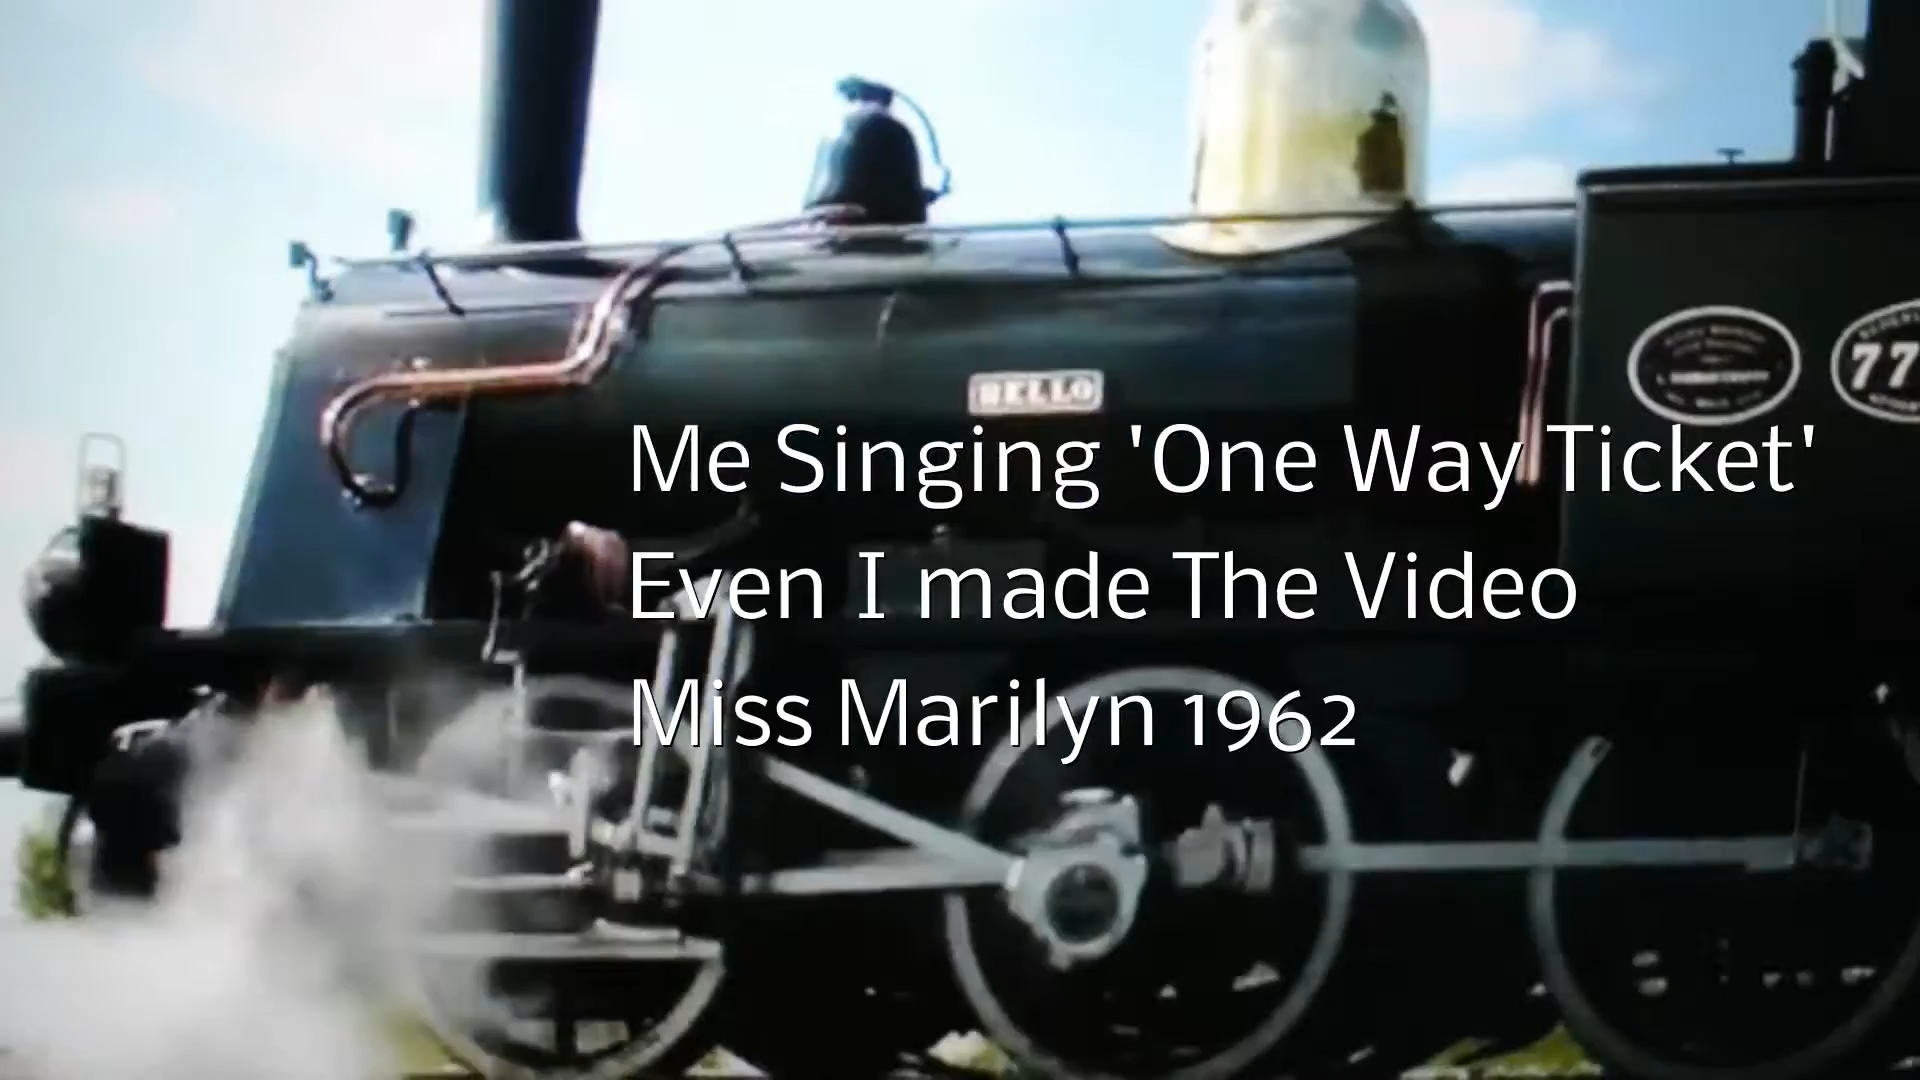 BELLO
77
Me Singing 'One Way Ticket'
Even I made The Video
Miss Marilyn 1962